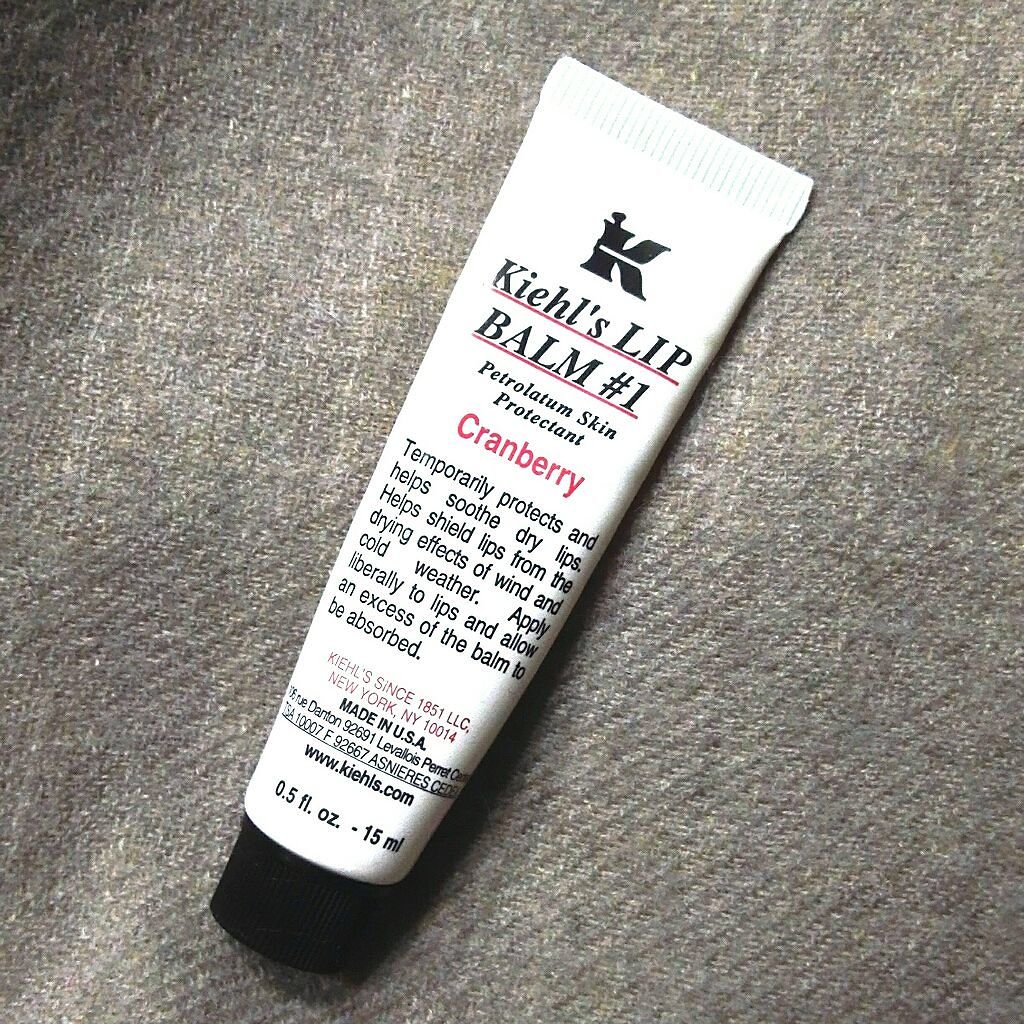 K
Kiehl's LIP
BALM #1
Petrolatum Skin
Protectant
Cranberry
Temporarily protects and
helps soothe dry lips.
Helps shield lips from the
drying effects of wind and
cold weather. Apply
liberally to lips and allow
an excess of the balm to
be absorbed.
KIEHL'S SINCE 1851 LLC,
NEW YORK, NY 10014
MADE IN U.S.A.
rue Danton 92691 Levallois Perret
TSA 10007 F 92667 ASNIERES
www.kiehls.com
0.5 fl. oz. - 15 ml